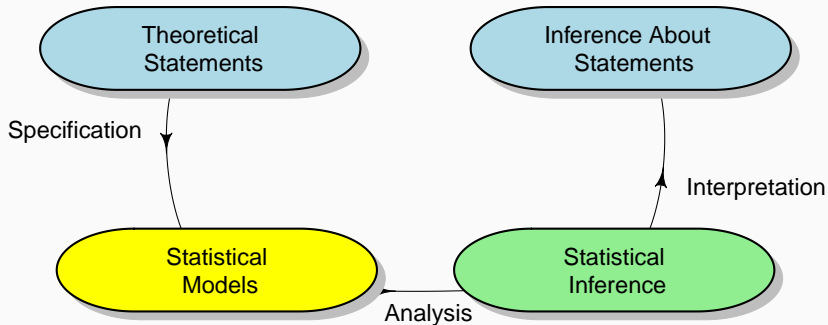 Theoretical
Statements
Inference About
Statements
Specification
Interpretation
Statistical
Models
Statistical
Inference
Analysis